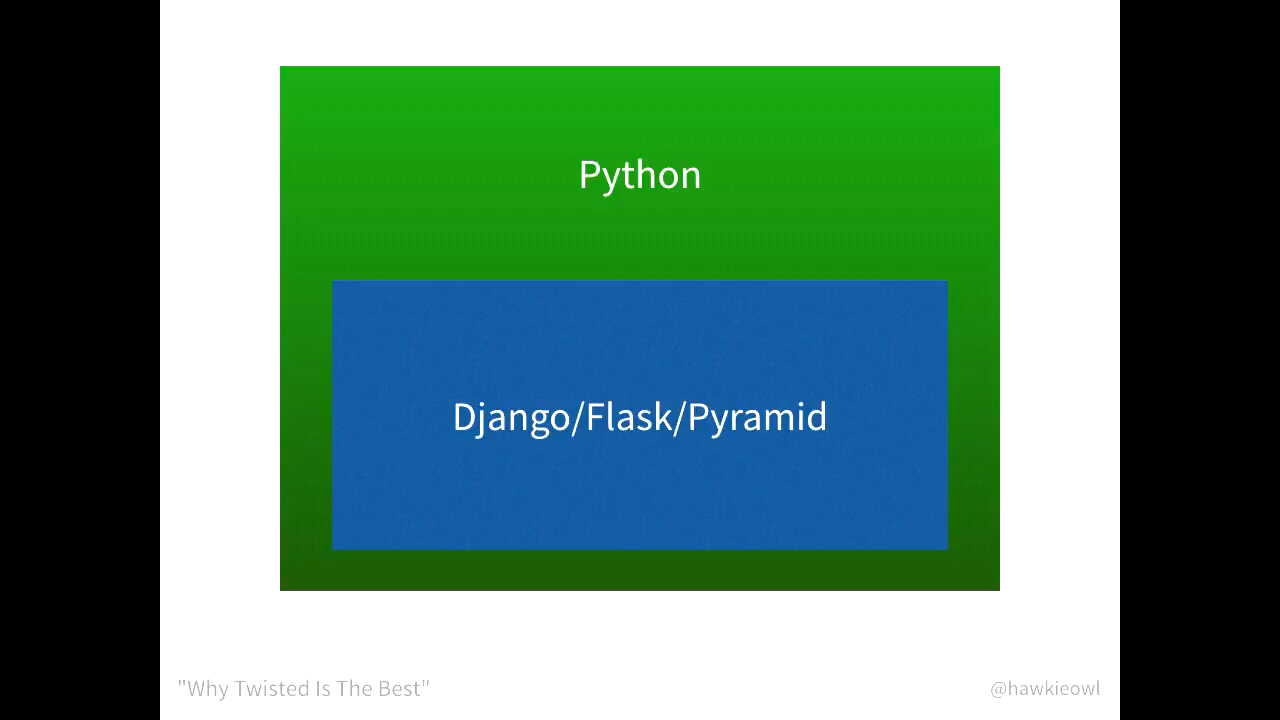 Python
Django/Flask/Pyramid
"Why Twisted Is The Best"
@hawkieowl